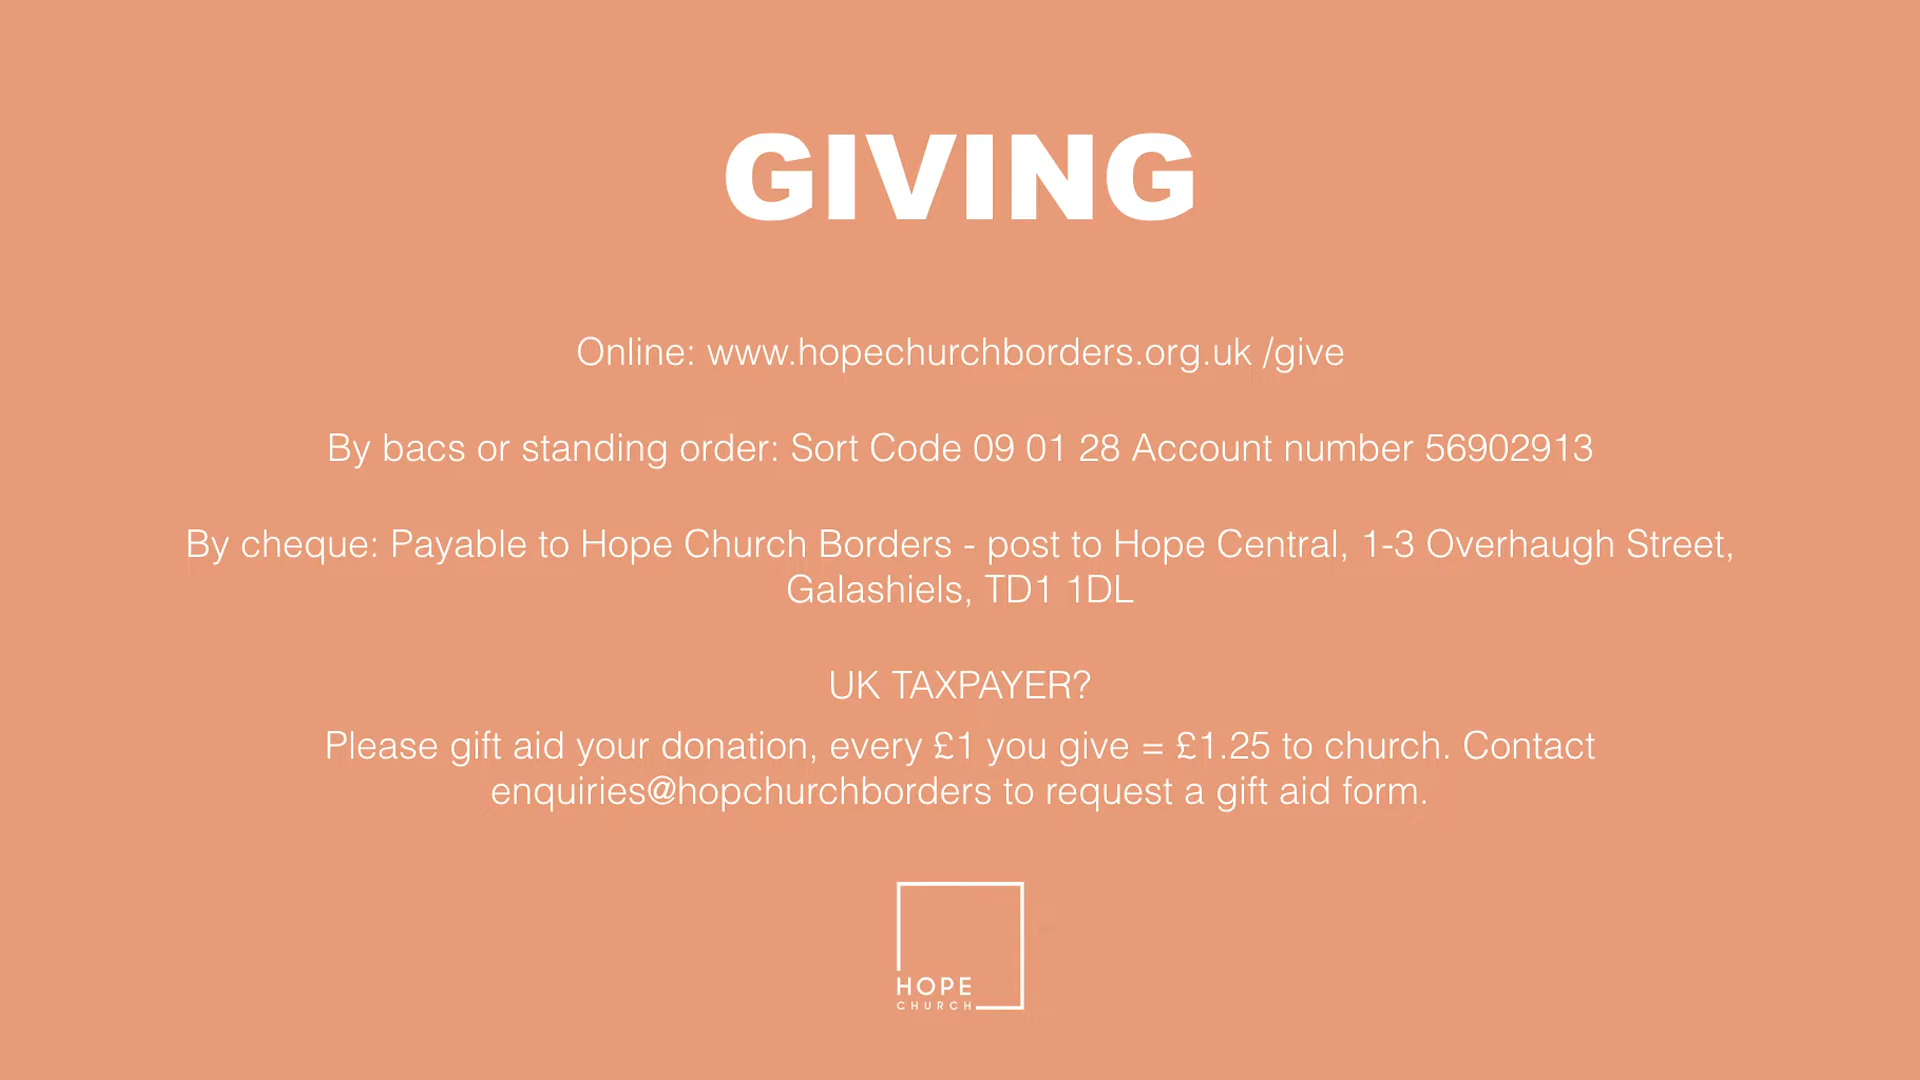 GIVING
Online: www.hopechurchborders.org.uk /give
By bacs or standing order: Sort Code 09 01 28 Account number 56902913
By cheque: Payable to Hope Church Borders - post to Hope Central, 1-3 Overhaugh Street,
Galashiels, TD1 1DL
UK TAXPAYER?
Please gift aid your donation, every £1 you give = £1.25 to church. Contact
enquiries@hopchurchborders to request a gift aid form.
HOPE
CHURCH